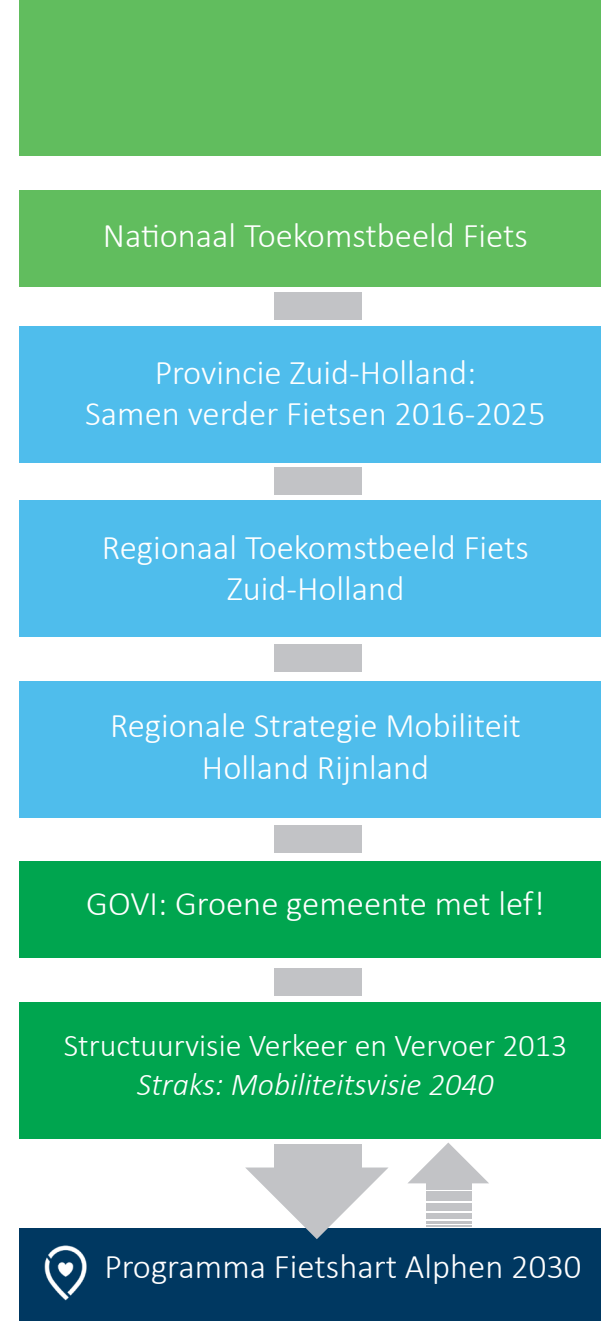 Nationaal Toekomstbeeld Fiets
Provincie Zuid-Holland:
Samen verder Fietsen 2016-2025
Regionaal Toekomstbeeld Fiets
Zuid-Holland
Regionale Strategie Mobiliteit
Holland Rijnland
GOVI: Groene gemeente met lef!
Structuurvisie Verkeer en Vervoer 2013
Straks: Mobiliteitsvisie 2040
Programma Fietshart Alphen 2030